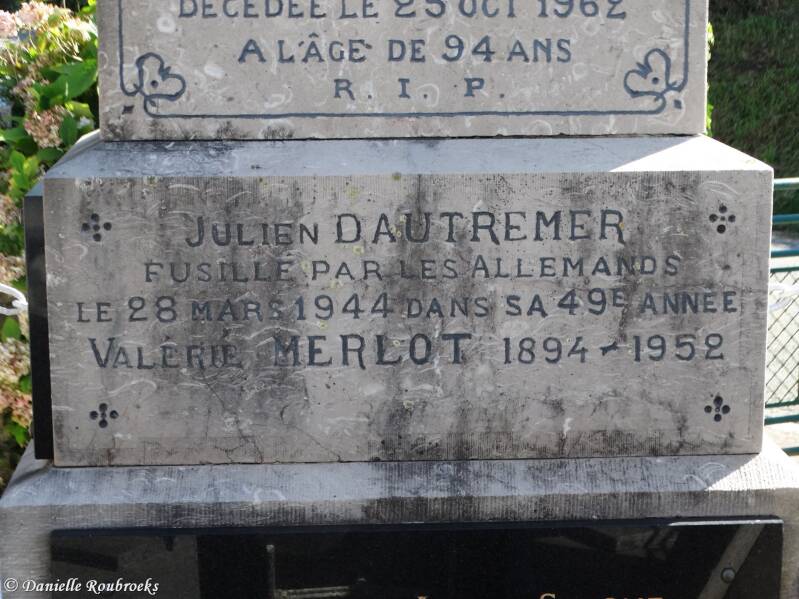 DÉCÉDÉE LE 25 OCT 1962
A L'ÂGE DE 94 ANS
R. I. P.
JULIEN DAUTREMER
FUSILLÉ PAR LES ALLEMANDS
LE 28 MARS 1944 DANS SA 49E ANNÉE
VALÉRIE MERLOT 1894-1952
© Danielle Roubroeks